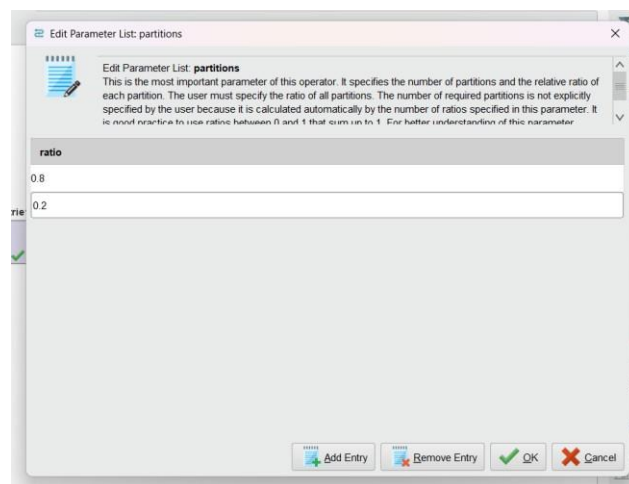 Edit Parameter List: partitions
Edit Parameter List: partitions
This is the most important parameter of this operator. It specifies the number of partitions and the relative ratio of
each partition. The user must specify the ratio of all partitions. The number of required partitions is not explicitly
specified by the user because it is calculated automatically by the number of ratios specified in this parameter. It
is good practice to use ratios between 0 and 1 that sum up to 1. For better understanding of this parameter
ratio
0.8
0.2
trie
Add Entry
Remove Entry
OK
Cancel